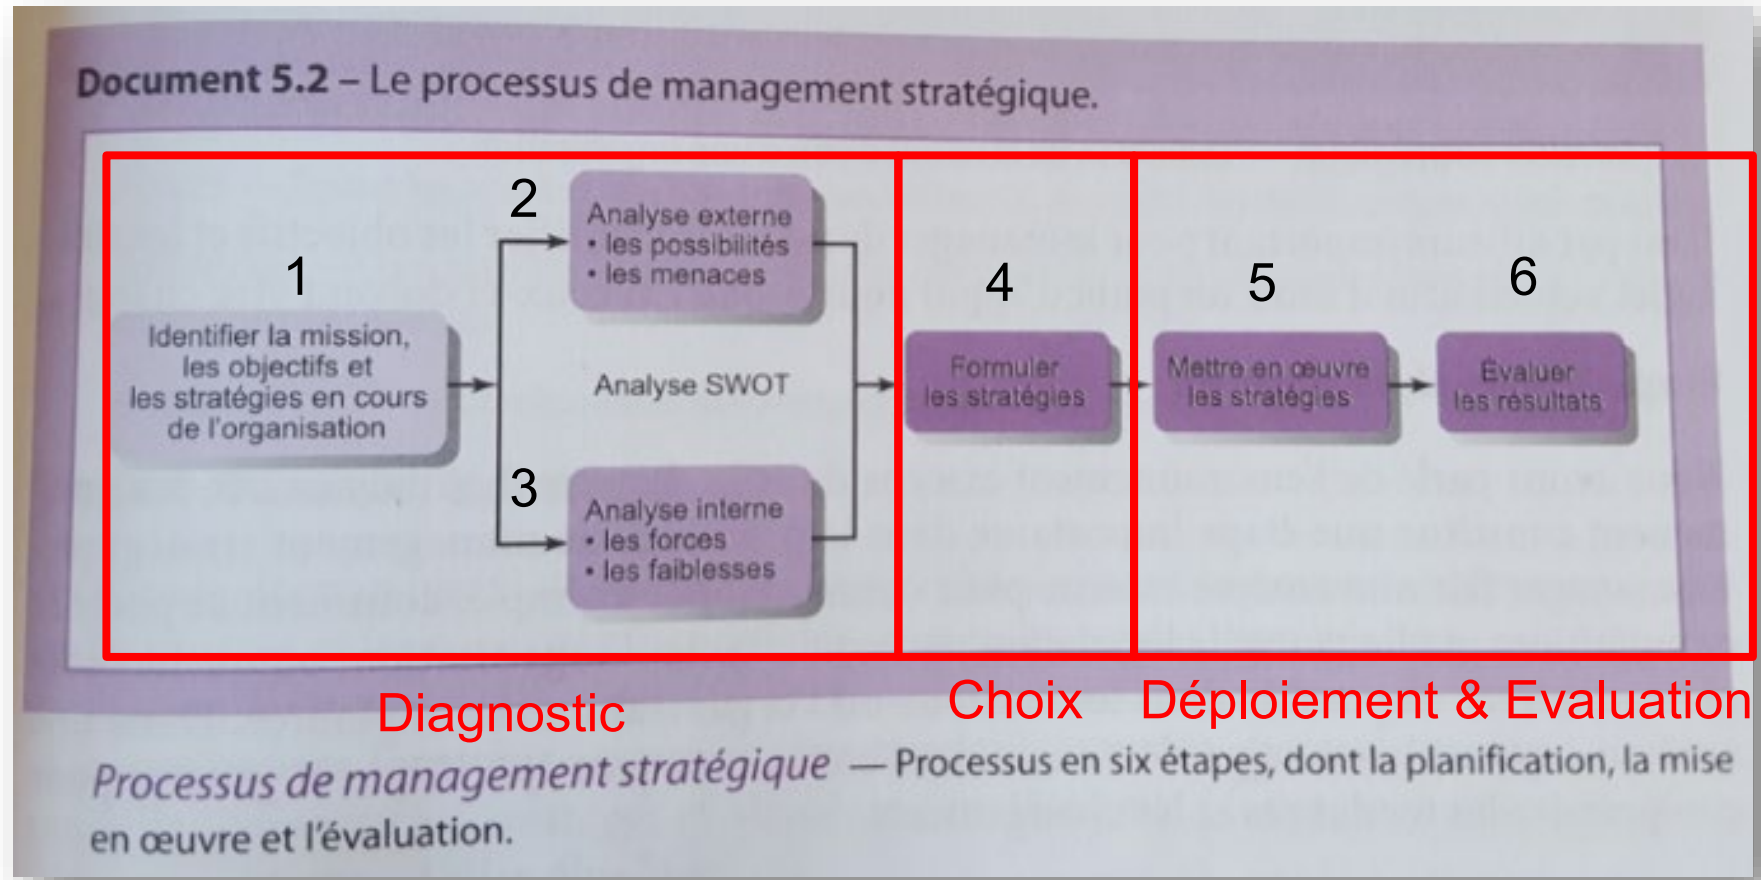 Document 5.2 – Le processus de management stratégique.
1
Identifier la mission,
les objectifs et
les stratégies en cours
de l'organisation
2
Analyse externe
• les possibilités
• les menaces
Analyse SWOT
3
Analyse interne
• les forces
• les faiblesses
4
Formuler
les stratégies
5
Mettre en œuvre
les stratégies
6
Évaluer
les résultats
Diagnostic
Choix
Déploiement & Evaluation
Processus de management stratégique — Processus en six étapes, dont la planification, la mise
en œuvre et l'évaluation.